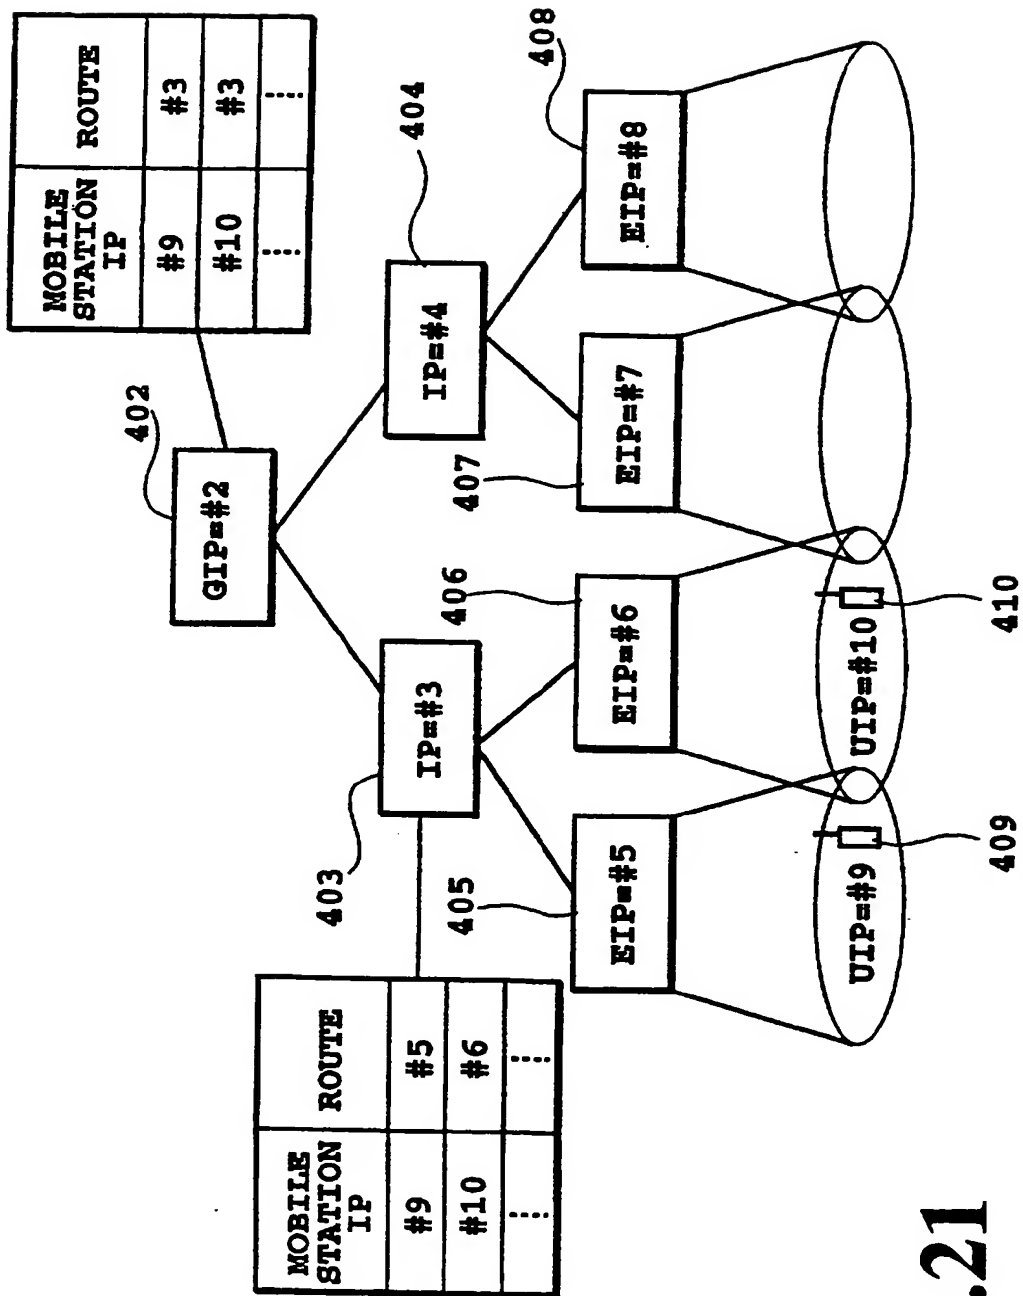 MOBILE
STATION
IP
ROUTE
#9
#3
#10
#3
402
GIP=#2
404
IP=#4
403
IP=#3
MOBILE
STATION
IP
ROUTE
#9
#5
#10
#6
405
EIP=#5
406
EIP=#6
407
EIP=#7
408
EIP=#8
UIP=#9
UIP=#10
409
410
.21